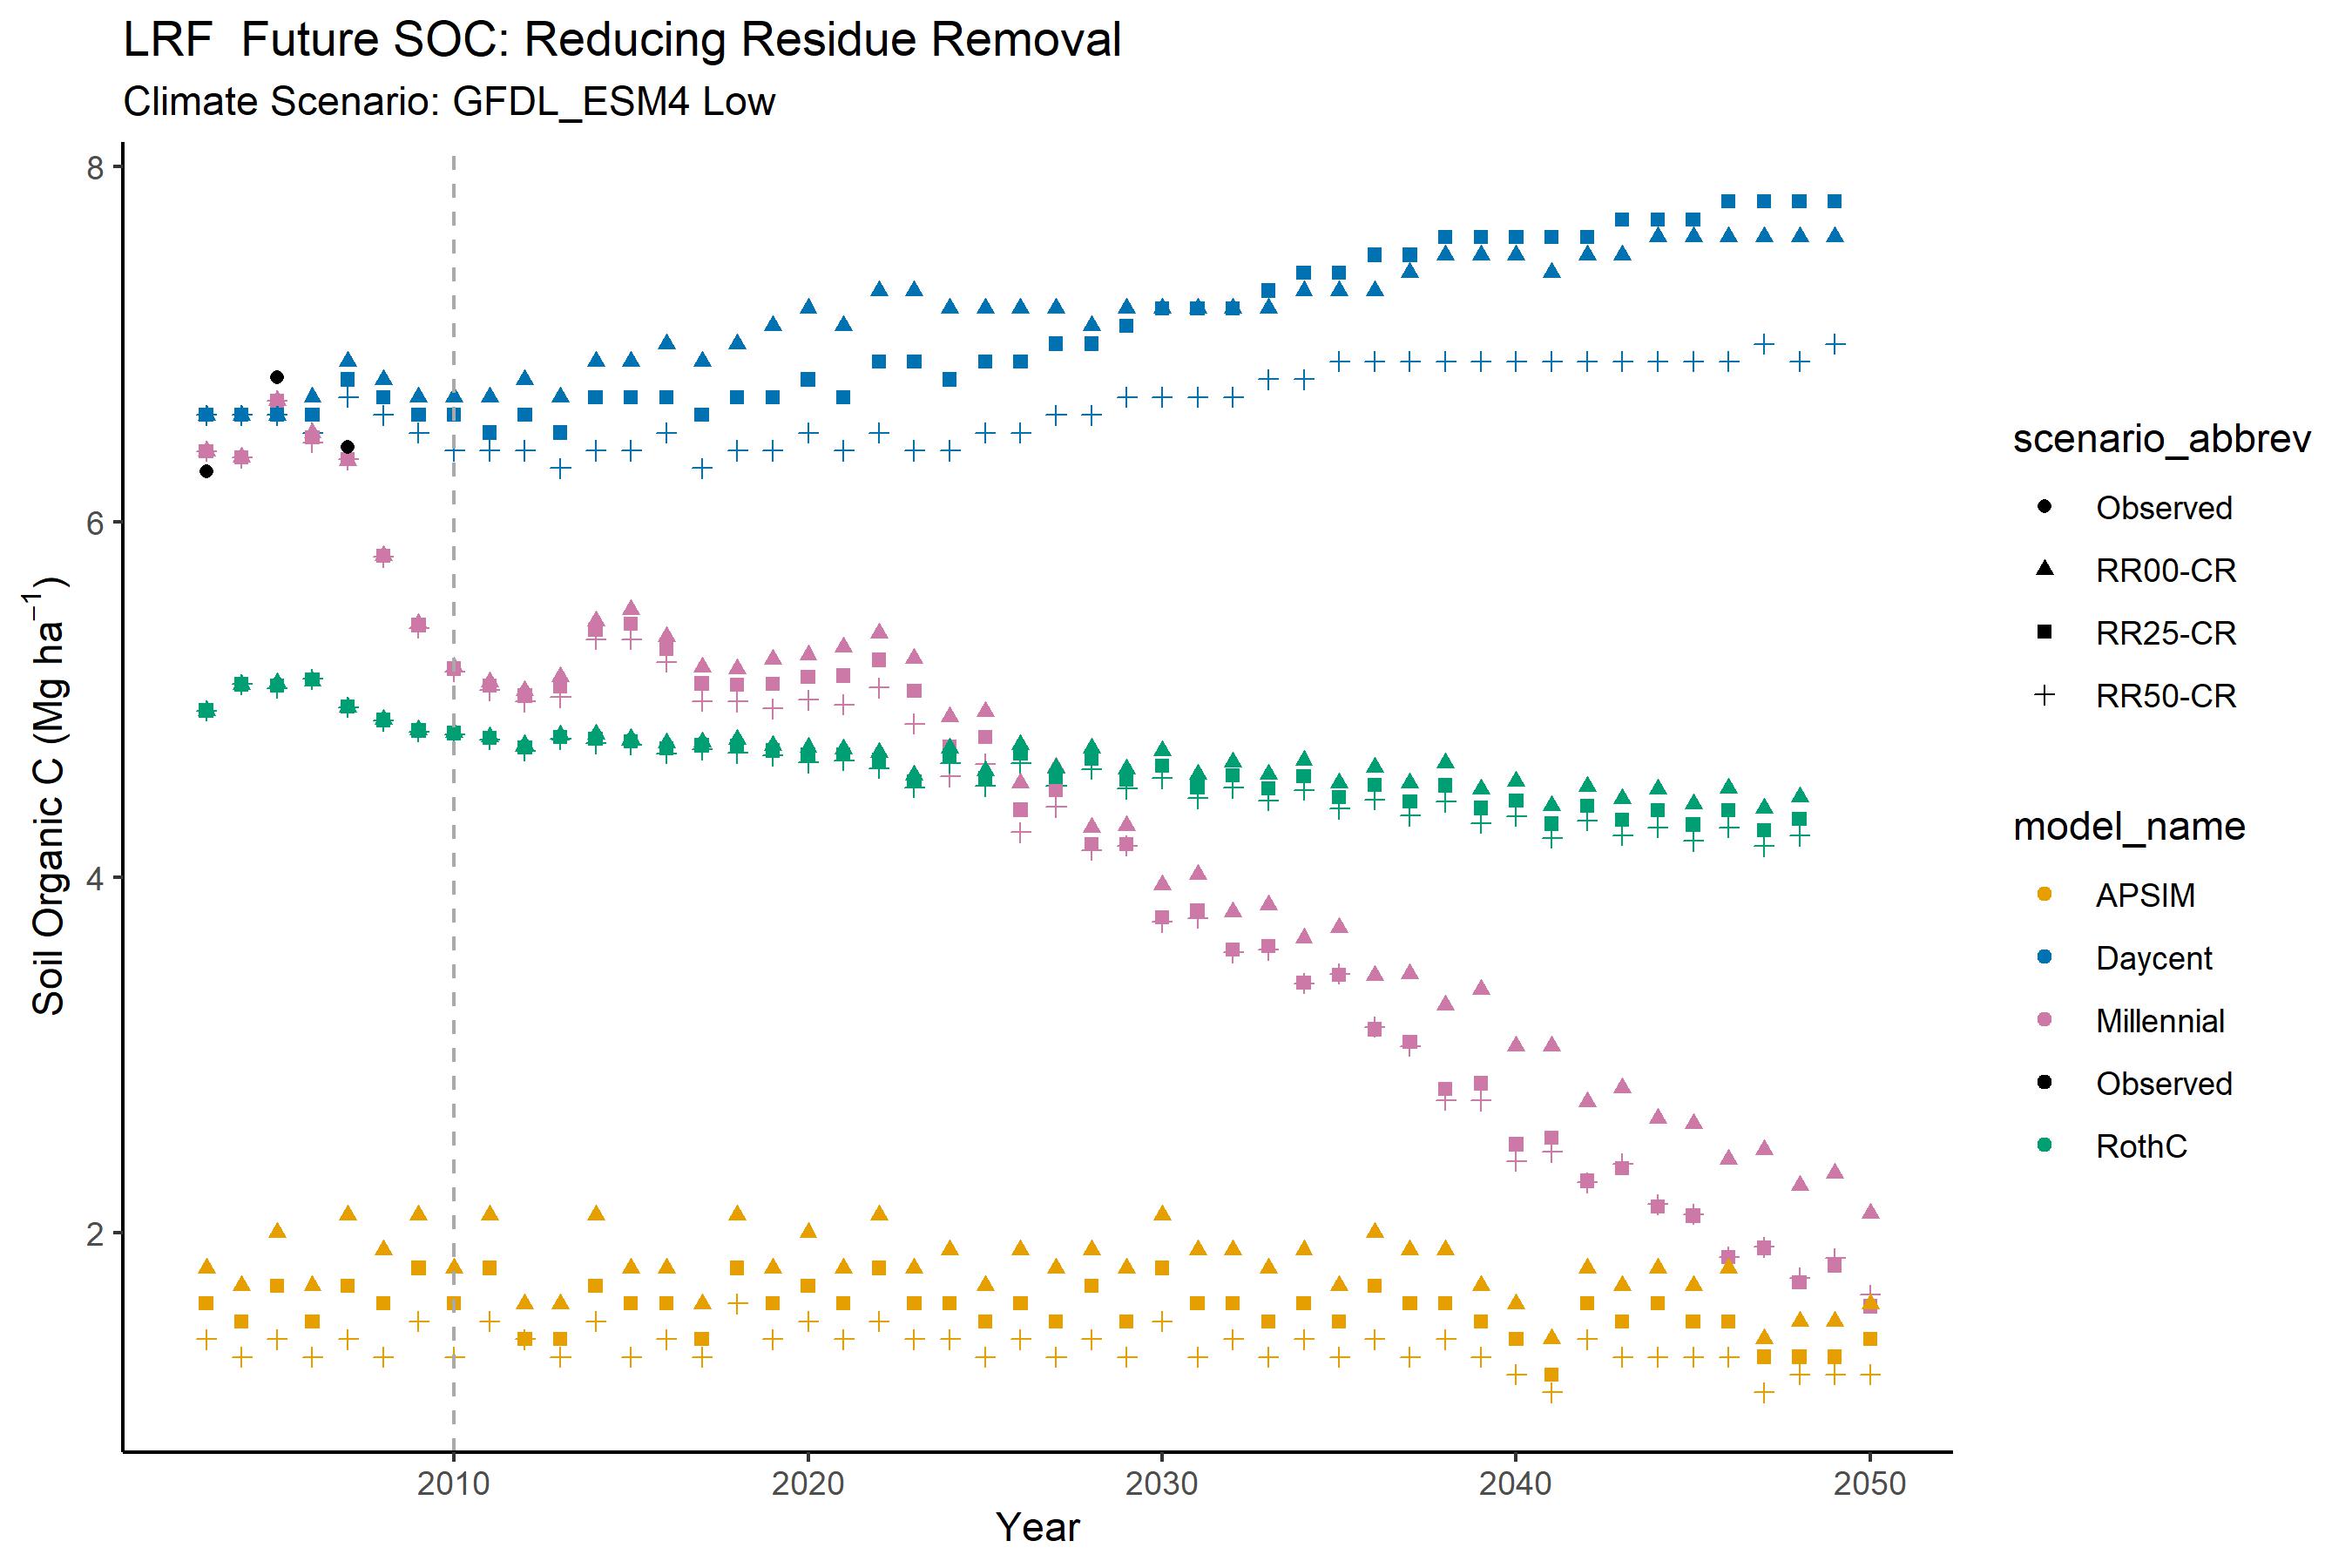 LRF  Future SOC: Reducing Residue Removal
Climate Scenario: GFDL_ESM4 Low
Soil Organic C (Mg ha⁻¹)
8
6
4
2
2010
2020
2030
2040
2050
Year
scenario_abbrev
Observed
RR00-CR
RR25-CR
RR50-CR
model_name
APSIM
Daycent
Millennial
Observed
RothC